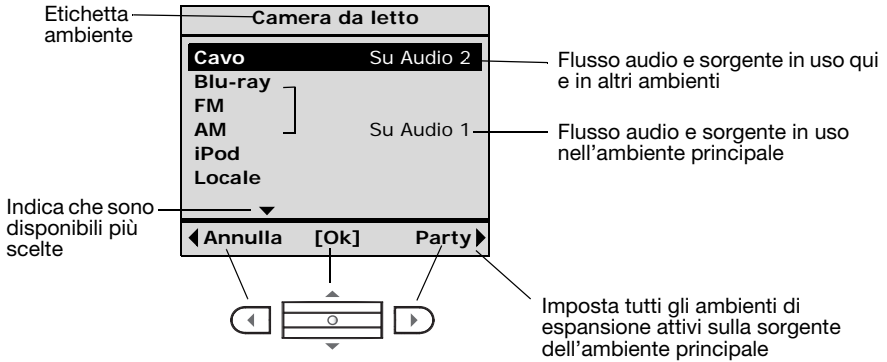 Etichetta
ambiente
Camera da letto
Cavo Su Audio 2
Blu-ray
FM
AM Su Audio 1
iPod
Locale
Flusso audio e sorgente in uso qui
e in altri ambienti
Flusso audio e sorgente in uso
nell’ambiente principale
Indica che sono
disponibili più
scelte
Annulla [Ok] Party
Imposta tutti gli ambienti di
espansione attivi sulla sorgente
dell’ambiente principale